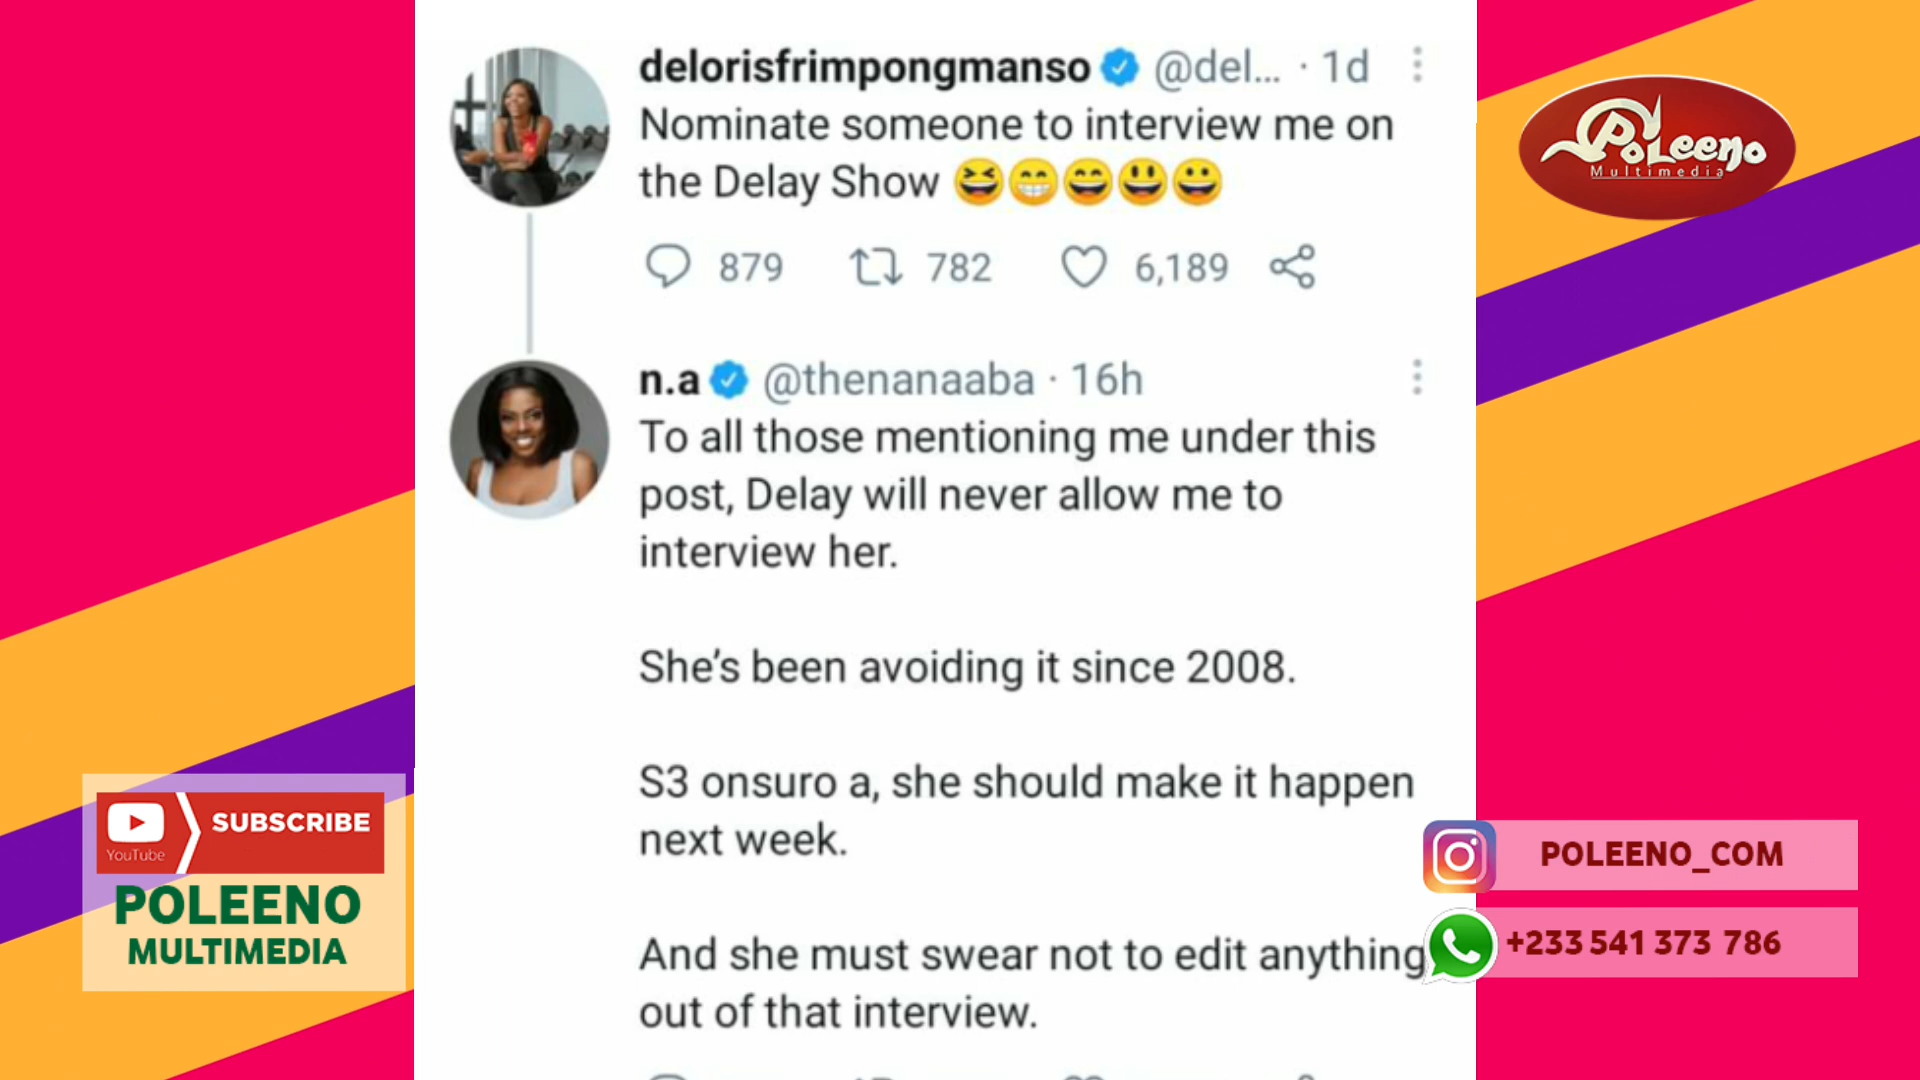 delorisfrimpongmanso @del... · 1d
Nominate someone to interview me on
the Delay Show 😆😁😄😃😀
879 782 6,189
n.a @thenanaaba · 16h
To all those mentioning me under this
post, Delay will never allow me to
interview her.
She's been avoiding it since 2008.
S3 onsuro a, she should make it happen
next week.
And she must swear not to edit anything
out of that interview.
Poleeno
Multimedia
YouTube
SUBSCRIBE
POLEENO
MULTIMEDIA
POLEENO_COM
+233 541 373 786